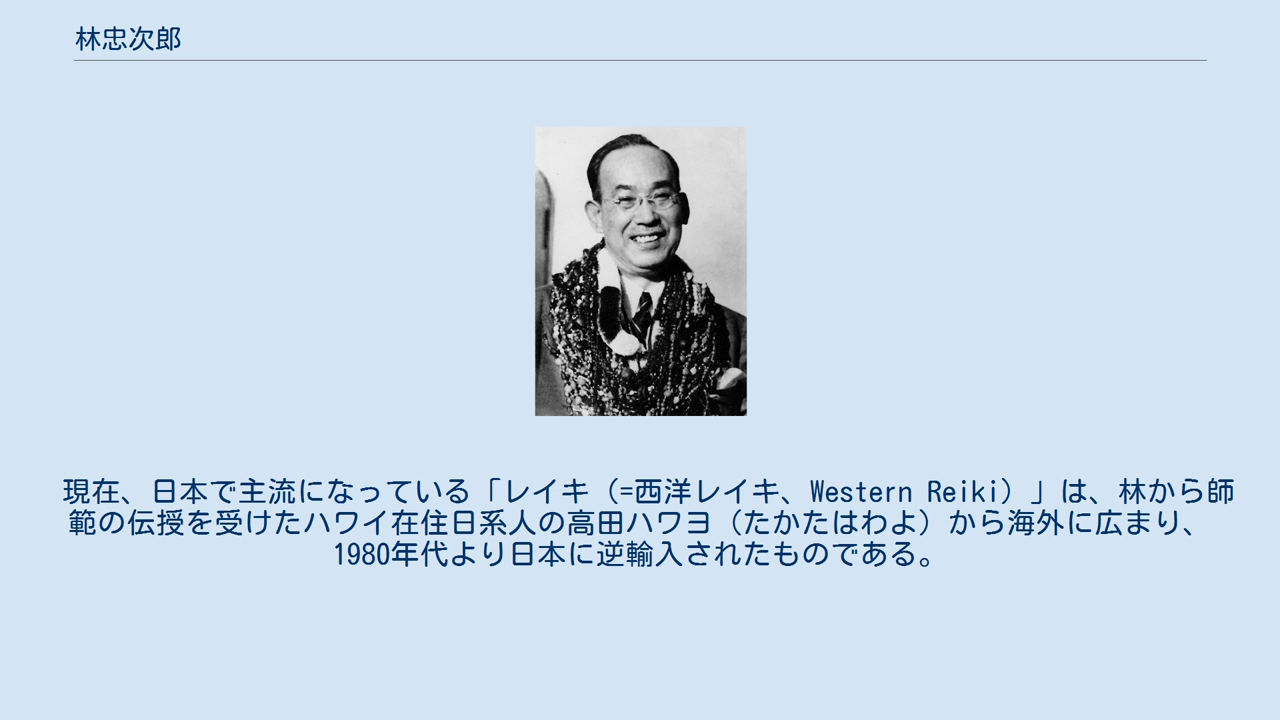 林忠次郎
現在、日本で主流になっている「レイキ（=西洋レイキ、Western Reiki）」は、林から師
範の伝授を受けたハワイ在住日系人の高田ハワヨ（たかたはわよ）から海外に広まり、
1980年代より日本に逆輸入されたものである。